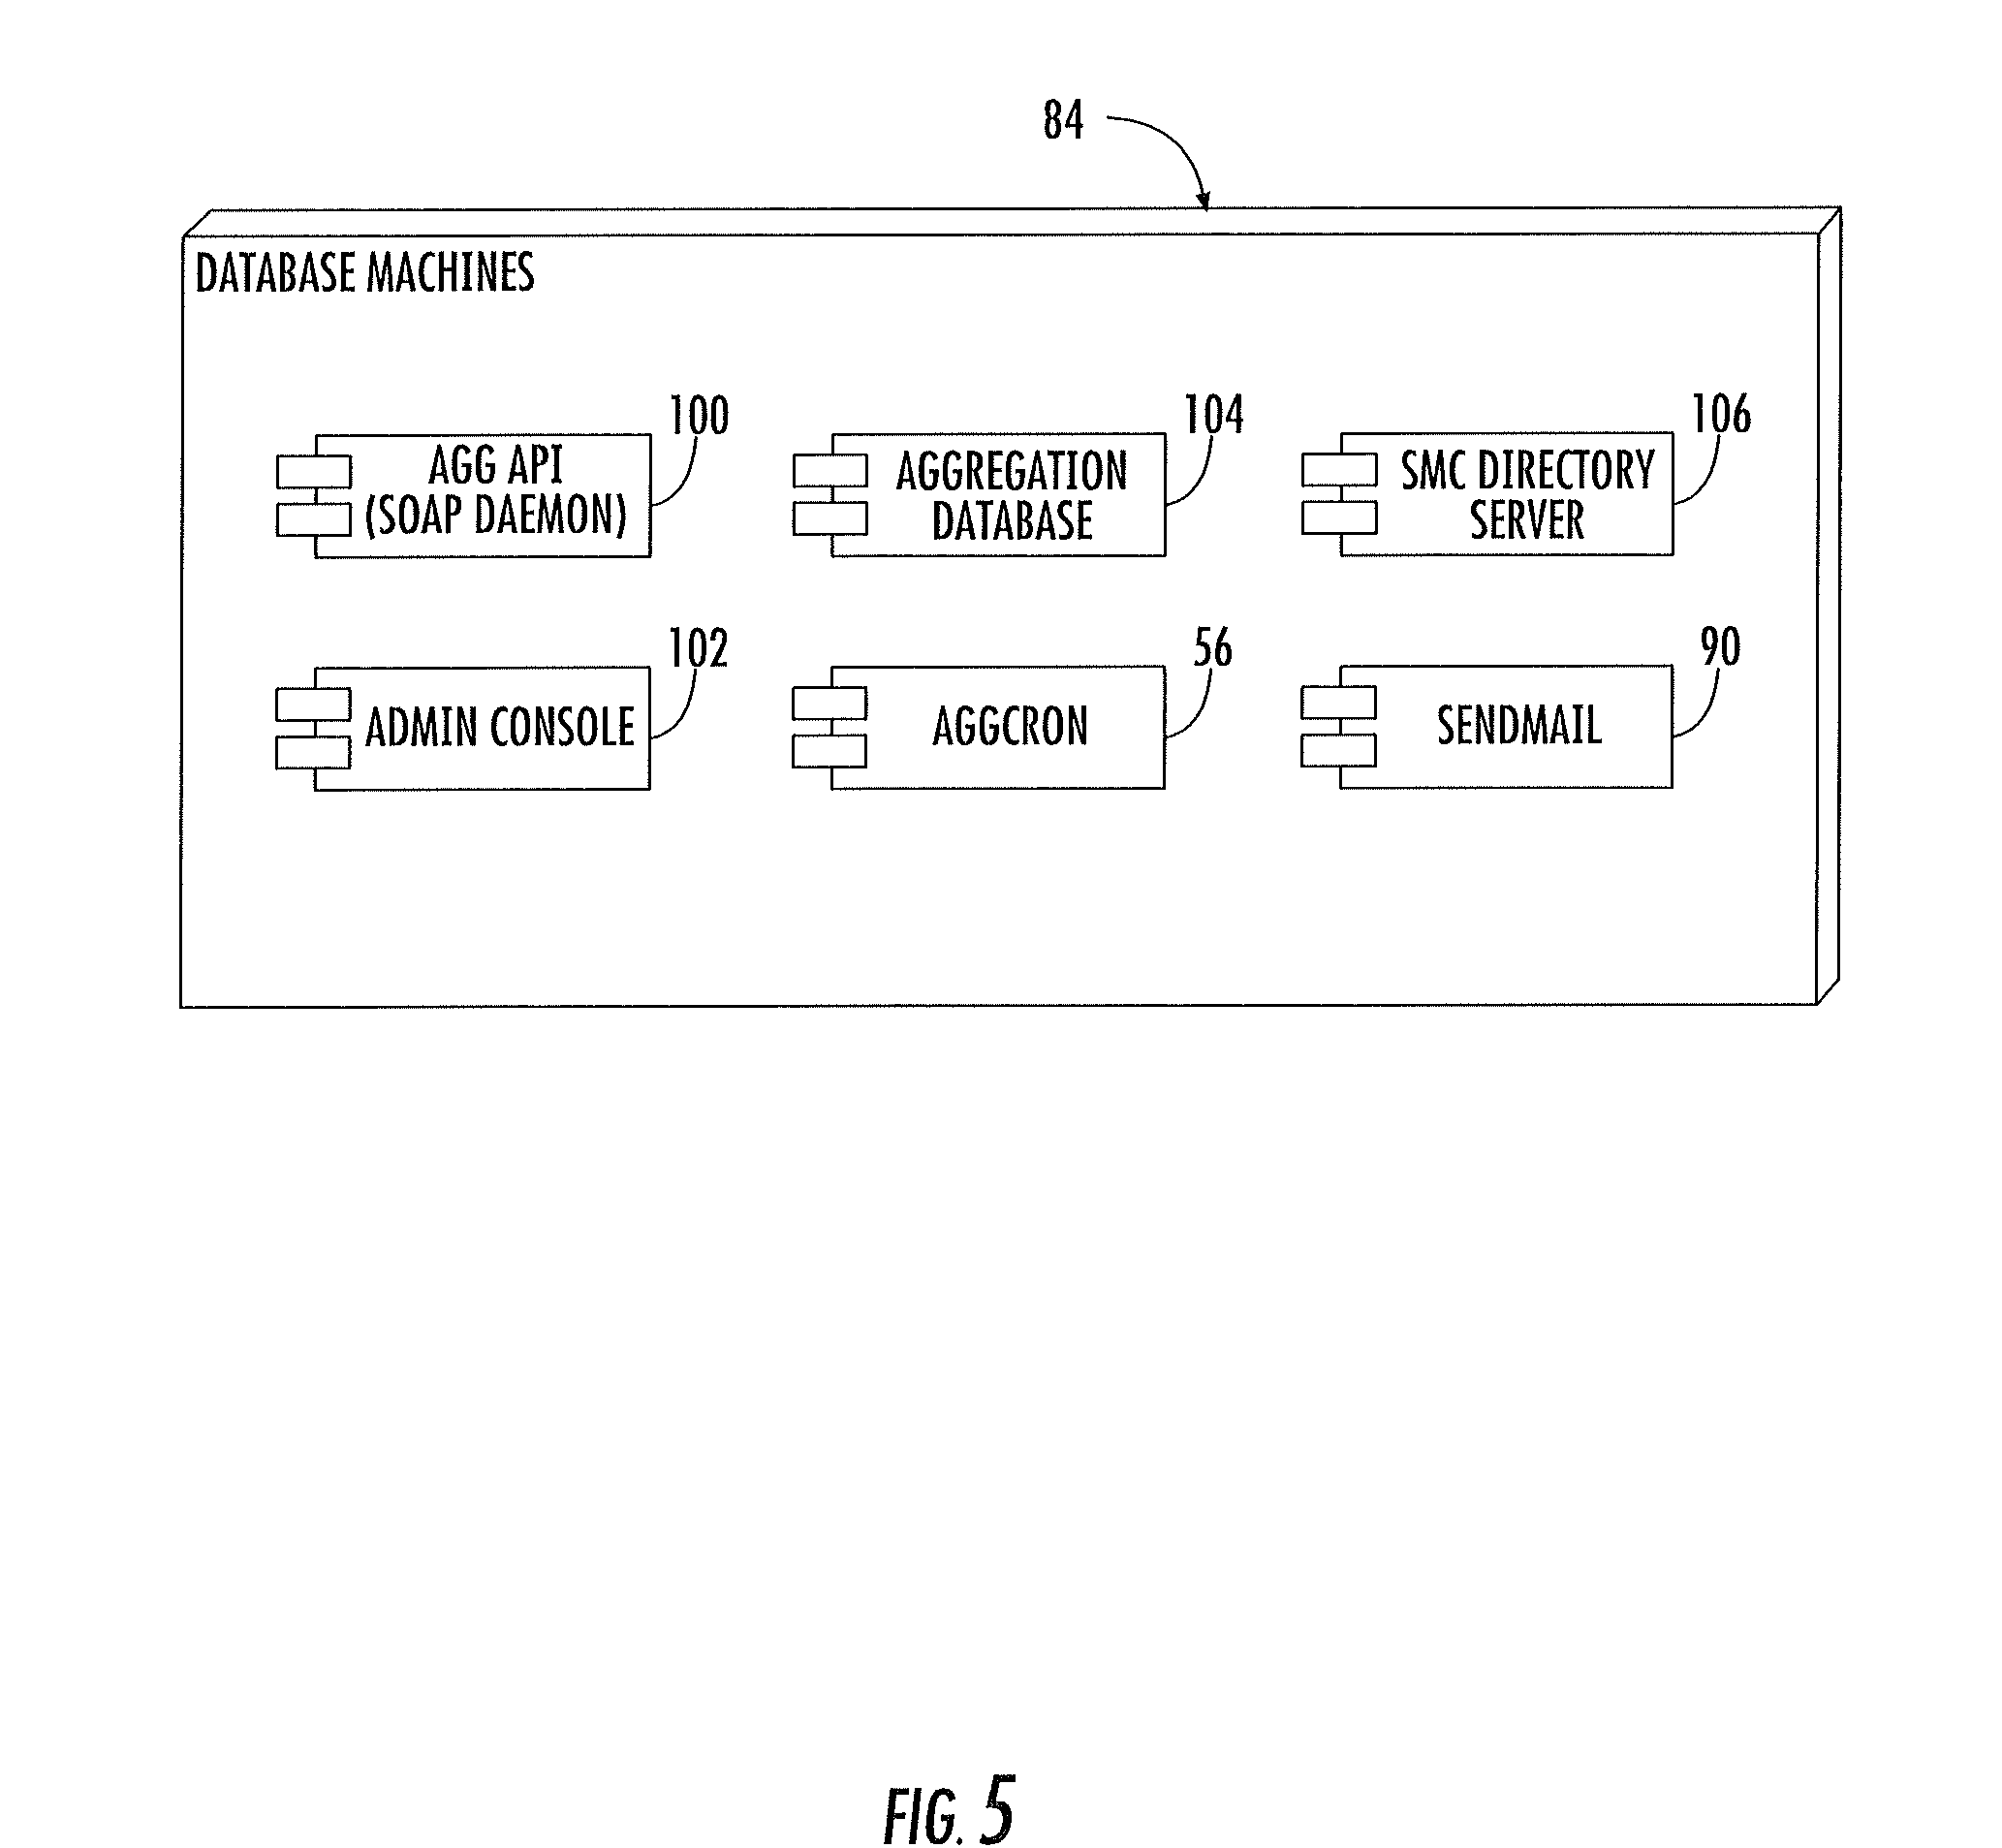 84
DATABASE MACHINES
100
AGG API
(SOAP DAEMON)
104
AGGREGATION
DATABASE
106
SMC DIRECTORY
SERVER
102
ADMIN CONSOLE
56
AGGCRON
90
SENDMAIL
FIG. 5